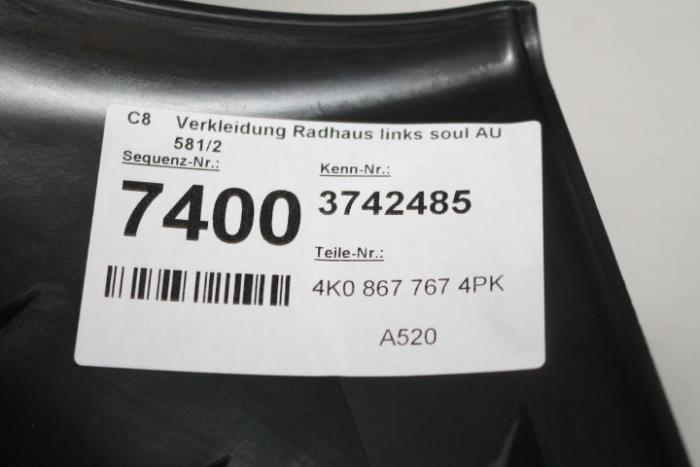 C8 Verkleidung Radhaus links soul AU
581/2
Sequenz-Nr.:
7400
Kenn-Nr.:
3742485
Teile-Nr.:
4K0 867 767 4PK
A520